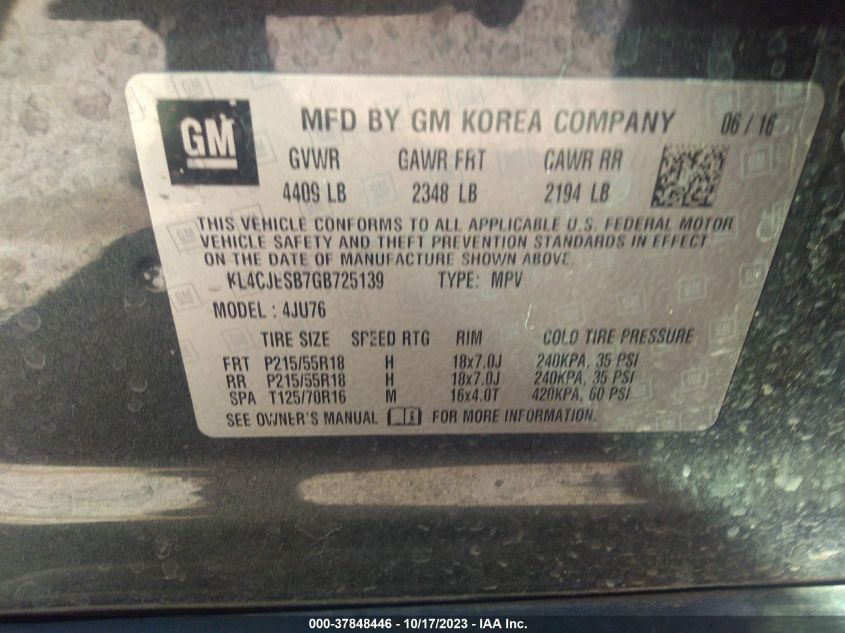 GM
MFD BY GM KOREA COMPANY 06/16
GVWR GAWR FRT GAWR RR
4409 LB 2348 LB 2194 LB
THIS VEHICLE CONFORMS TO ALL APPLICABLE U.S. FEDERAL MOTOR
VEHICLE SAFETY AND THEFT PREVENTION STANDARDS IN EFFECT
ON THE DATE OF MANUFACTURE SHOWN ABOVE.
KL4CJESB7GB725139 TYPE: MPV
MODEL: 4JU76
TIRE SIZE SPEED RTG RIM COLD TIRE PRESSURE
FRT P215/55R18 H 18x7.0J 240KPA, 35 PSI
RR P215/55R18 H 18x7.0J 240KPA, 35 PSI
SPA T125/70R16 M 16x4.0T 420KPA, 60 PSI
SEE OWNER'S MANUAL FOR MORE INFORMATION.
000-37848446 - 10/17/2023 - IAA Inc.